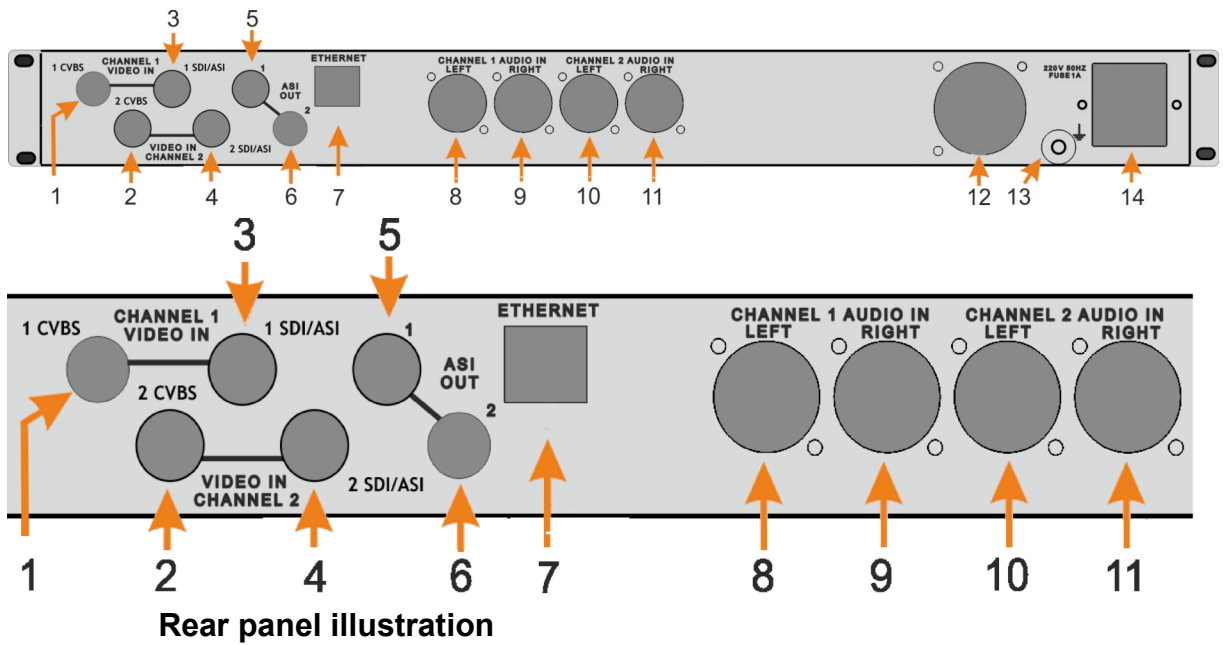 3 5
1 CVBS CHANNEL 1 1 SDI/ASI 1 ETHERNET CHANNEL 1 AUDIO IN CHANNEL 2 AUDIO IN 220V 50HZ
VIDEO IN ASI LEFT RIGHT LEFT RIGHT FUSE1A
2 CVBS OUT 2
VIDEO IN
CHANNEL 2 2 SDI/ASI
1 2 4 6 7 8 9 10 11 12 13 14
3 5
ETHERNET
1 CVBS CHANNEL 1 1 SDI/ASI 1 CHANNEL 1 AUDIO IN CHANNEL 2 AUDIO IN
VIDEO IN LEFT RIGHT LEFT RIGHT
ASI
2 CVBS OUT 2
VIDEO IN
CHANNEL 2 2 SDI/ASI
1 2 4 6 7 8 9 10 11
Rear panel illustration